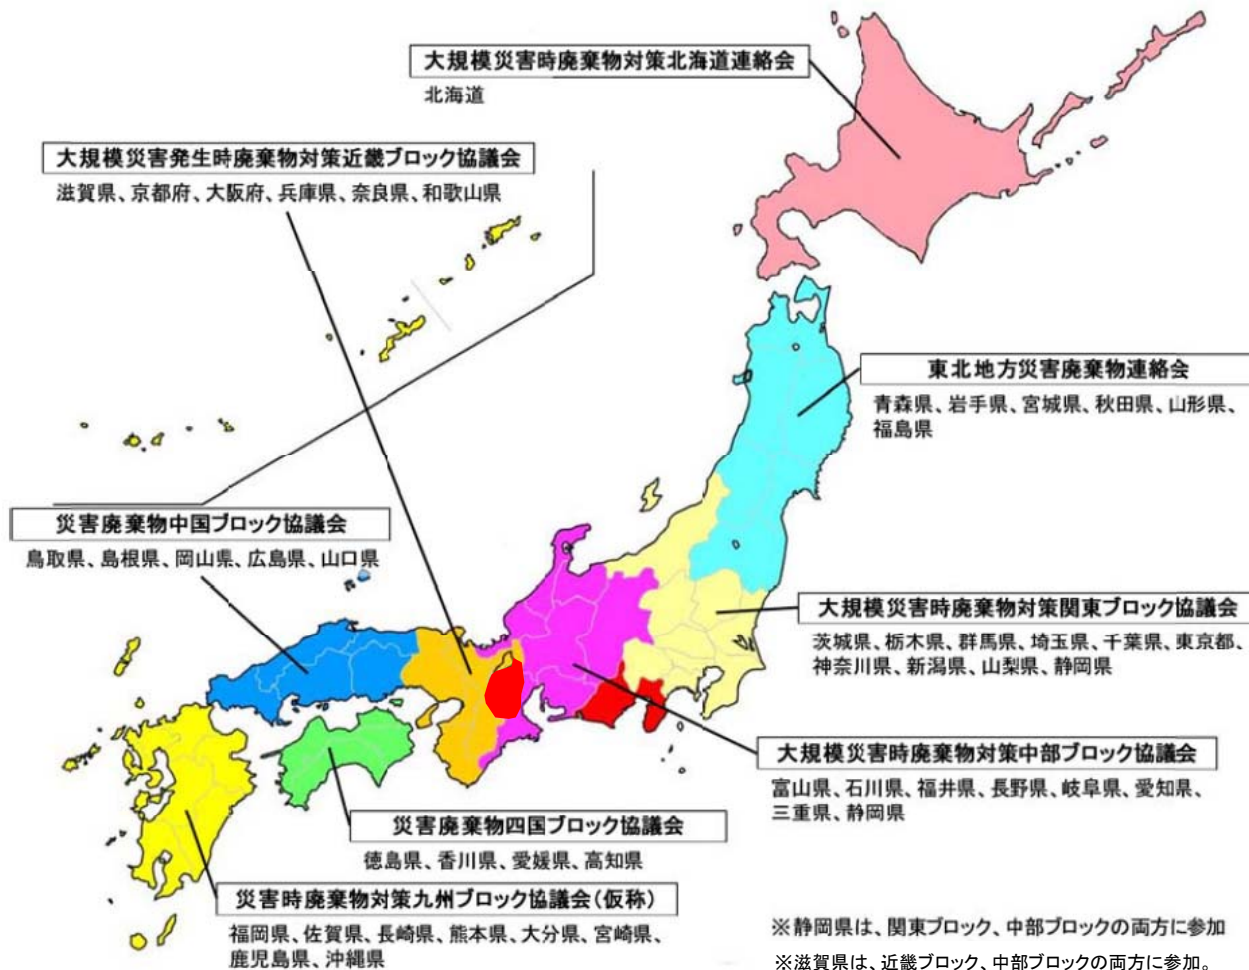 大規模災害時廃棄物対策北海道連絡会
北海道
大規模災害発生時廃棄物対策近畿ブロック協議会
滋賀県、京都府、大阪府、兵庫県、奈良県、和歌山県
東北地方災害廃棄物連絡会
青森県、岩手県、宮城県、秋田県、山形県、
福島県
災害廃棄物中国ブロック協議会
鳥取県、島根県、岡山県、広島県、山口県
大規模災害時廃棄物対策関東ブロック協議会
茨城県、栃木県、群馬県、埼玉県、千葉県、東京都、
神奈川県、新潟県、山梨県、静岡県
大規模災害時廃棄物対策中部ブロック協議会
富山県、石川県、福井県、長野県、岐阜県、愛知県、
三重県、静岡県
災害廃棄物四国ブロック協議会
徳島県、香川県、愛媛県、高知県
災害時廃棄物対策九州ブロック協議会(仮称)
福岡県、佐賀県、長崎県、熊本県、大分県、宮崎県、
鹿児島県、沖縄県
※静岡県は、関東ブロック、中部ブロックの両方に参加
※滋賀県は、近畿ブロック、中部ブロックの両方に参加。